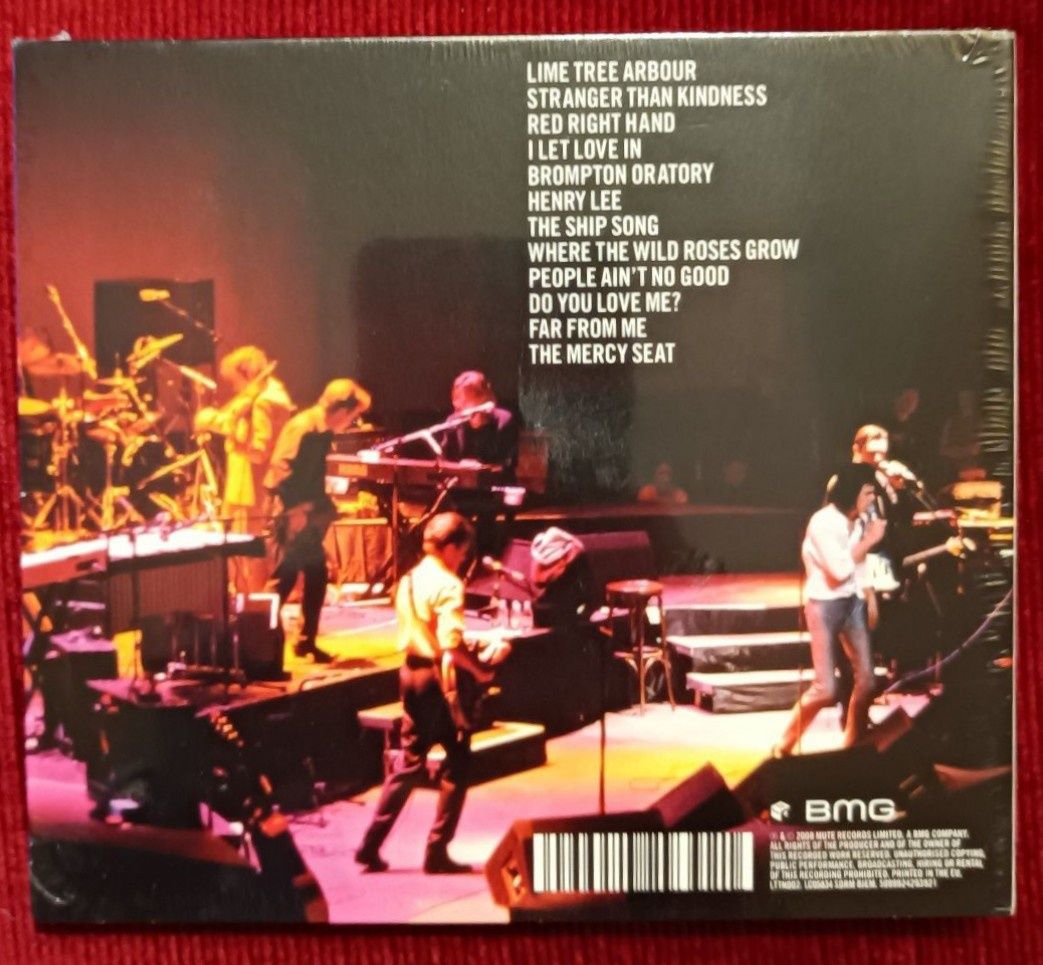 LIME TREE ARBOUR
STRANGER THAN KINDNESS
RED RIGHT HAND
I LET LOVE IN
BROMPTON ORATORY
HENRY LEE
THE SHIP SONG
WHERE THE WILD ROSES GROW
PEOPLE AIN'T NO GOOD
DO YOU LOVE ME?
FAR FROM ME
THE MERCY SEAT
BMG
& © 2008 MUTE RECORDS LIMITED. A BMG COMPANY.
ALL RIGHTS OF THE PRODUCER AND OF THE OWNER OF
THIS RECORDED WORK RESERVED. UNAUTHORISED COPYING,
PUBLIC PERFORMANCE, BROADCASTING, HIRING OR RENTAL
OF THIS RECORDING PROHIBITED. PRINTED IN THE EU.
SDRM BIEM.